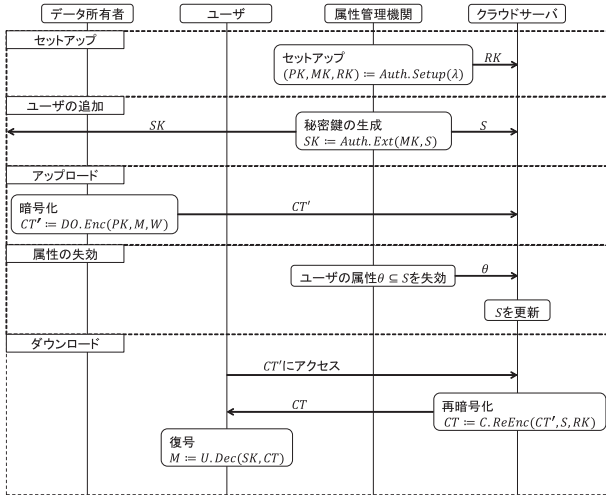 データ所有者
ユーザ
属性管理機関
クラウドサーバ
セットアップ
セットアップ
(PK, MK, RK) ≔ Auth.Setup(λ)
RK
ユーザの追加
SK
秘密鍵の生成
SK ≔ Auth.Ext(MK, S)
S
アップロード
暗号化
CT′ ≔ DO.Enc(PK, M, W)
CT′
属性の失効
ユーザの属性θ ⊆ Sを失効
θ
Sを更新
ダウンロード
CT′にアクセス
CT
再暗号化
CT ≔ C.ReEnc(CT′, S, RK)
復号
M ≔ U.Dec(SK, CT)